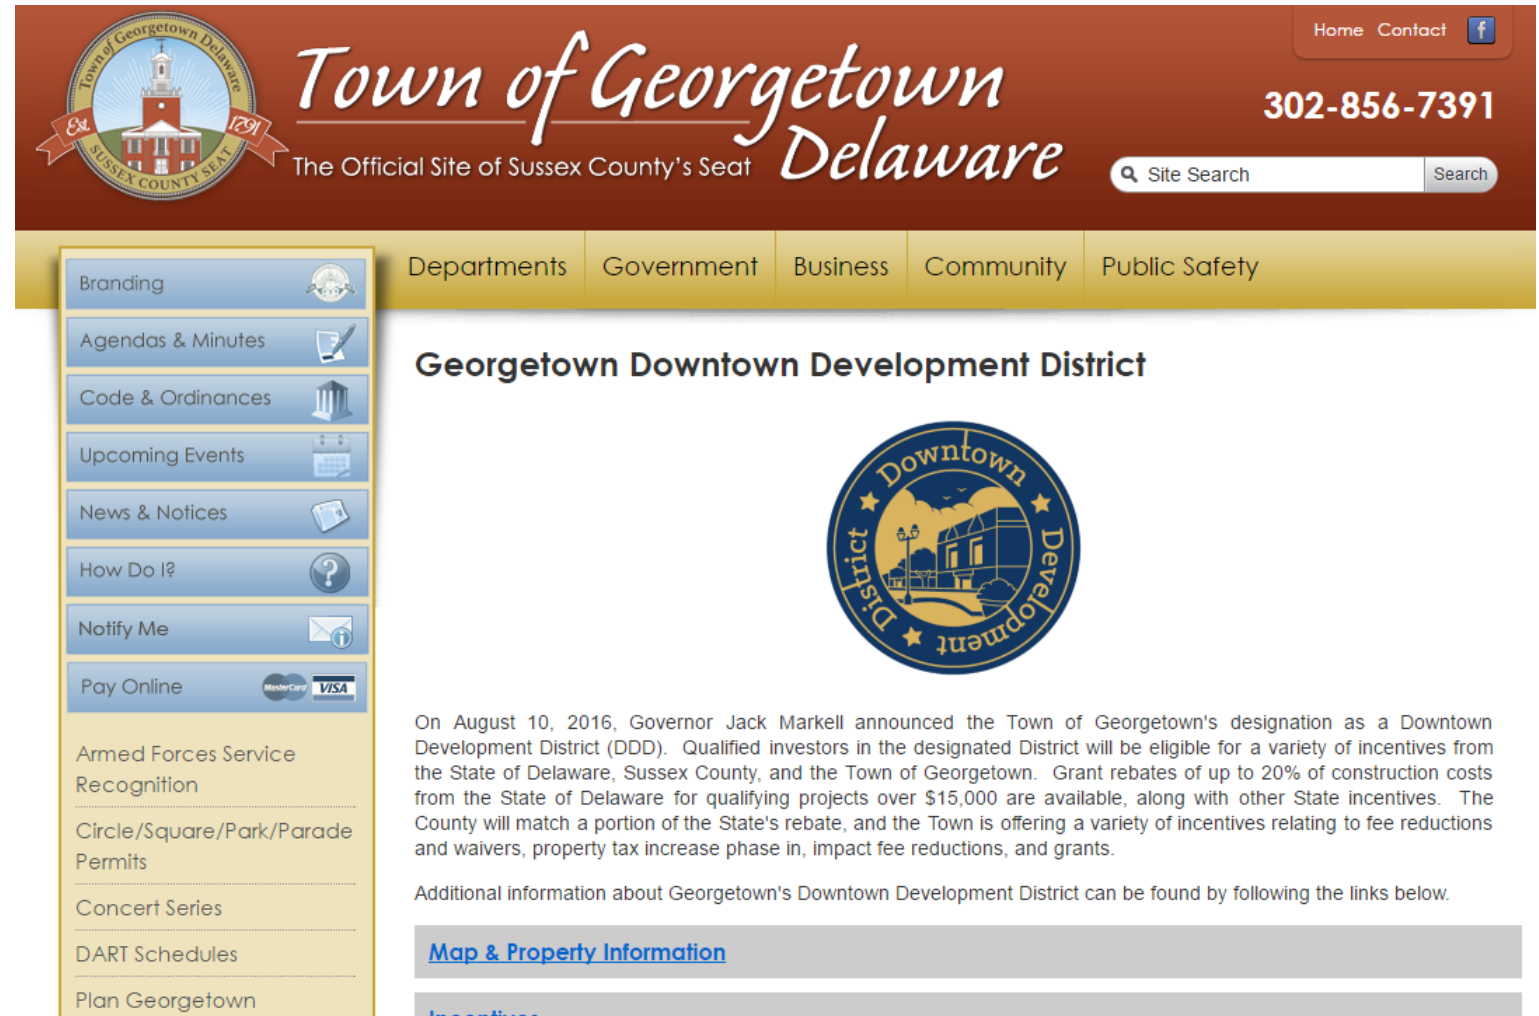 Town of Georgetown Delaware
Est. 1791
SUSSEX COUNTY SEAT
Town of Georgetown
Delaware
The Official Site of Sussex County's Seat
Home Contact f
302-856-7391
Site Search Search
Departments Government Business Community Public Safety
Branding
Agendas & Minutes
Code & Ordinances
Upcoming Events
News & Notices
How Do I?
Notify Me
Pay Online MasterCard VISA
Armed Forces Service
Recognition
Circle/Square/Park/Parade
Permits
Concert Series
DART Schedules
Plan Georgetown
Georgetown Downtown Development District
Downtown Development District
On August 10, 2016, Governor Jack Markell announced the Town of Georgetown's designation as a Downtown
Development District (DDD). Qualified investors in the designated District will be eligible for a variety of incentives from
the State of Delaware, Sussex County, and the Town of Georgetown. Grant rebates of up to 20% of construction costs
from the State of Delaware for qualifying projects over $15,000 are available, along with other State incentives. The
County will match a portion of the State's rebate, and the Town is offering a variety of incentives relating to fee reductions
and waivers, property tax increase phase in, impact fee reductions, and grants.
Additional information about Georgetown's Downtown Development District can be found by following the links below.
Map & Property Information
Incentives